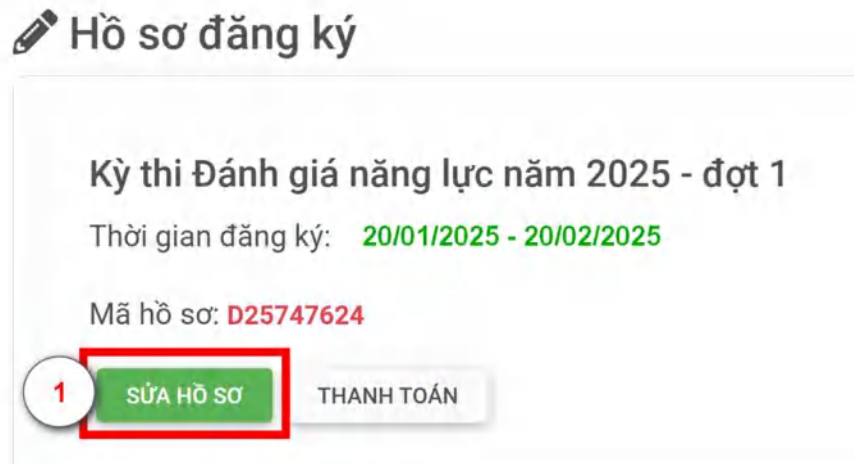 Hồ sơ đăng ký
Kỳ thi Đánh giá năng lực năm 2025 - đợt 1
Thời gian đăng ký: 20/01/2025 - 20/02/2025
Mã hồ sơ: D25747624
1 SỬA HỒ SƠ THANH TOÁN